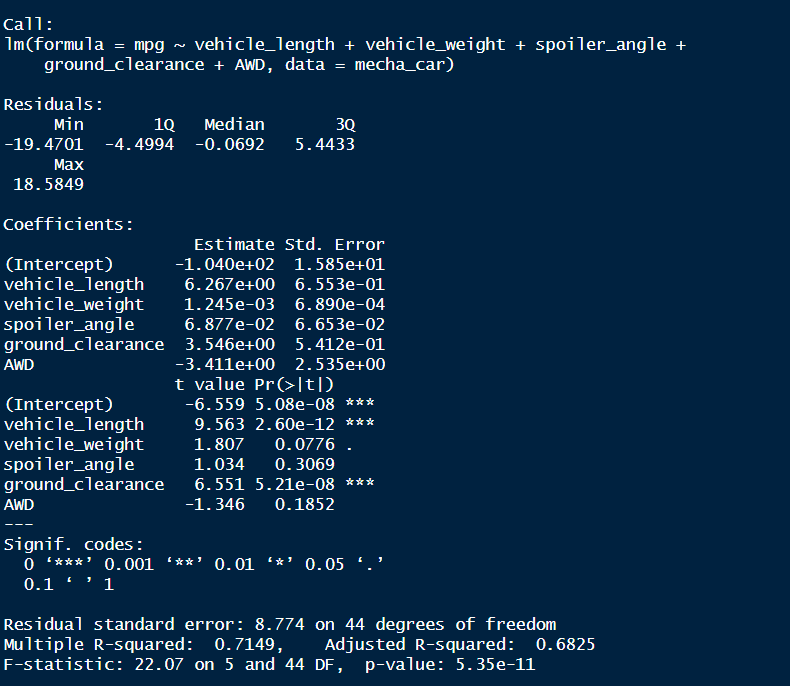 Call:
lm(formula = mpg ~ vehicle_length + vehicle_weight + spoiler_angle +
    ground_clearance + AWD, data = mecha_car)

Residuals:
     Min       1Q   Median       3Q
-19.4701  -4.4994  -0.0692   5.4433
     Max
 18.5849

Coefficients:
                   Estimate Std. Error
(Intercept)      -1.040e+02  1.585e+01
vehicle_length    6.267e+00  6.553e-01
vehicle_weight    1.245e-03  6.890e-04
spoiler_angle     6.877e-02  6.653e-02
ground_clearance  3.546e+00  5.412e-01
AWD              -3.411e+00  2.535e+00
                 t value Pr(>|t|)
(Intercept)       -6.559 5.08e-08 ***
vehicle_length     9.563 2.60e-12 ***
vehicle_weight     1.807   0.0776 .
spoiler_angle      1.034   0.3069
ground_clearance   6.551 5.21e-08 ***
AWD               -1.346   0.1852
---
Signif. codes:
  0 ‘***’ 0.001 ‘**’ 0.01 ‘*’ 0.05 ‘.’
  0.1 ‘ ’ 1

Residual standard error: 8.774 on 44 degrees of freedom
Multiple R-squared:  0.7149,    Adjusted R-squared:  0.6825
F-statistic: 22.07 on 5 and 44 DF,  p-value: 5.35e-11